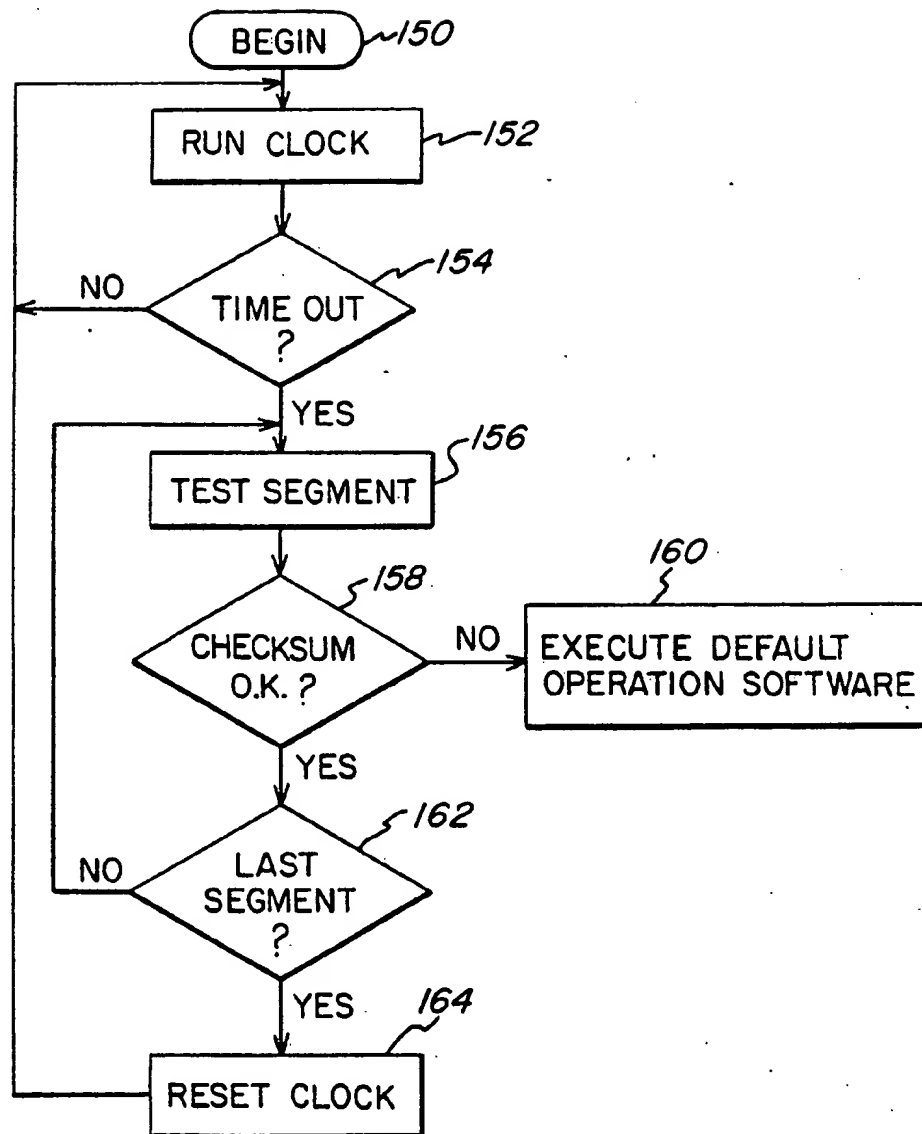 BEGIN
150
RUN CLOCK
152
154
NO
TIME OUT
?
YES
156
TEST SEGMENT
158
160
CHECKSUM
O.K. ?
NO
EXECUTE DEFAULT
OPERATION SOFTWARE
YES
162
NO
LAST
SEGMENT
?
YES
164
RESET CLOCK